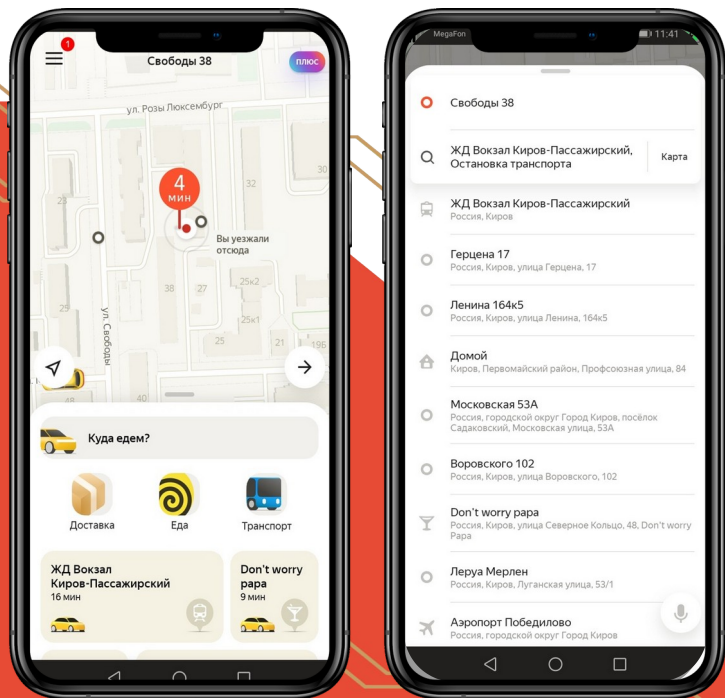 1
Свободы 38
плюс
ул. Розы Люксембург
4
мин
32
30
23
Вы уезжали
отсюда
38
27
25к2
25к1
25
ул. Свободы
25
21
19Б
48
40
Куда едем?
Доставка
Еда
Транспорт
ЖД Вокзал
Киров-Пассажирский
16 мин
Don't worry
papa
9 мин
MegaFon
11:41
Свободы 38
ЖД Вокзал Киров-Пассажирский,
Остановка транспорта
Карта
ЖД Вокзал Киров-Пассажирский
Россия, Киров
Герцена 17
Россия, Киров, улица Герцена, 17
Ленина 164к5
Россия, Киров, улица Ленина, 164к5
Домой
Киров, Первомайский район, Профсоюзная улица, 84
Московская 53А
Россия, городской округ Город Киров, посёлок
Садаковский, Московская улица, 53А
Воровского 102
Россия, Киров, улица Воровского, 102
Don't worry papa
Россия, Киров, улица Северное Кольцо, 48, Don't worry
Papa
Леруа Мерлен
Россия, Киров, Луганская улица, 53/1
Аэропорт Победилово
Россия, городской округ Город Киров